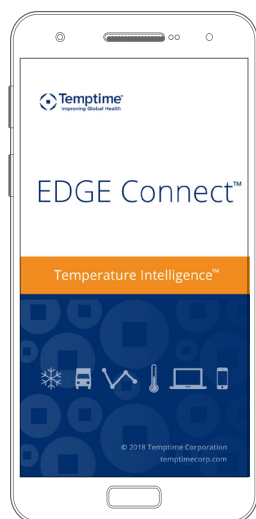 Temptime®
Improving Global Health
EDGE Connect™
Temperature Intelligence™
© 2018 Temptime Corporation
temptimecorp.com